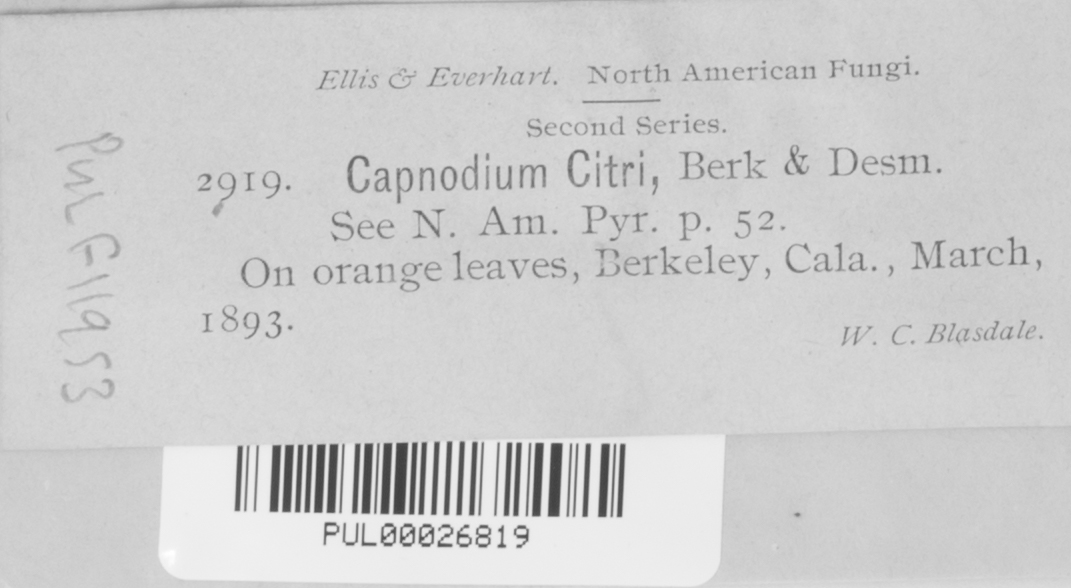 Ellis & Everhart. North American Fungi.
Second Series.
2919. Capnodium Citri, Berk & Desm.
See N. Am. Pyr. p. 52.
On orange leaves, Berkeley, Cala., March,
1893.
W. C. Blasdale.
PUL F11953
PUL00026819